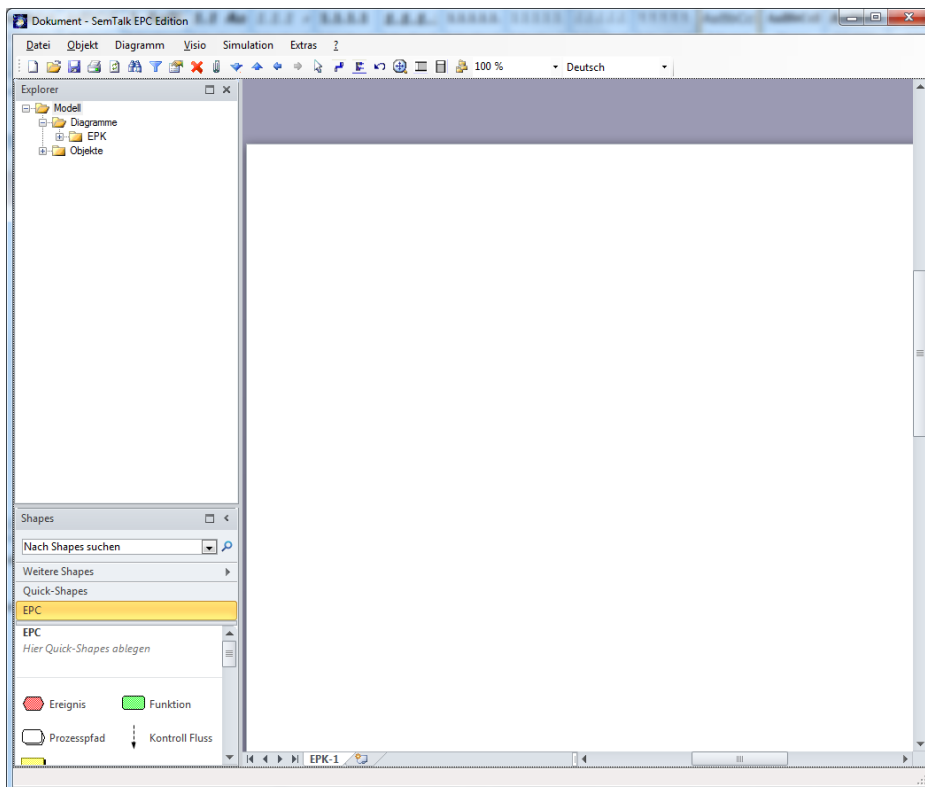 Dokument - SemTalk EPC Edition
Datei Objekt Diagramm Visio Simulation Extras ?
100 % Deutsch
Explorer
Modell
Diagramme
EPK
Objekte
Shapes
Nach Shapes suchen
Weitere Shapes
Quick-Shapes
EPC
EPC
Hier Quick-Shapes ablegen
Ereignis Funktion
Prozesspfad Kontroll Fluss
EPK-1